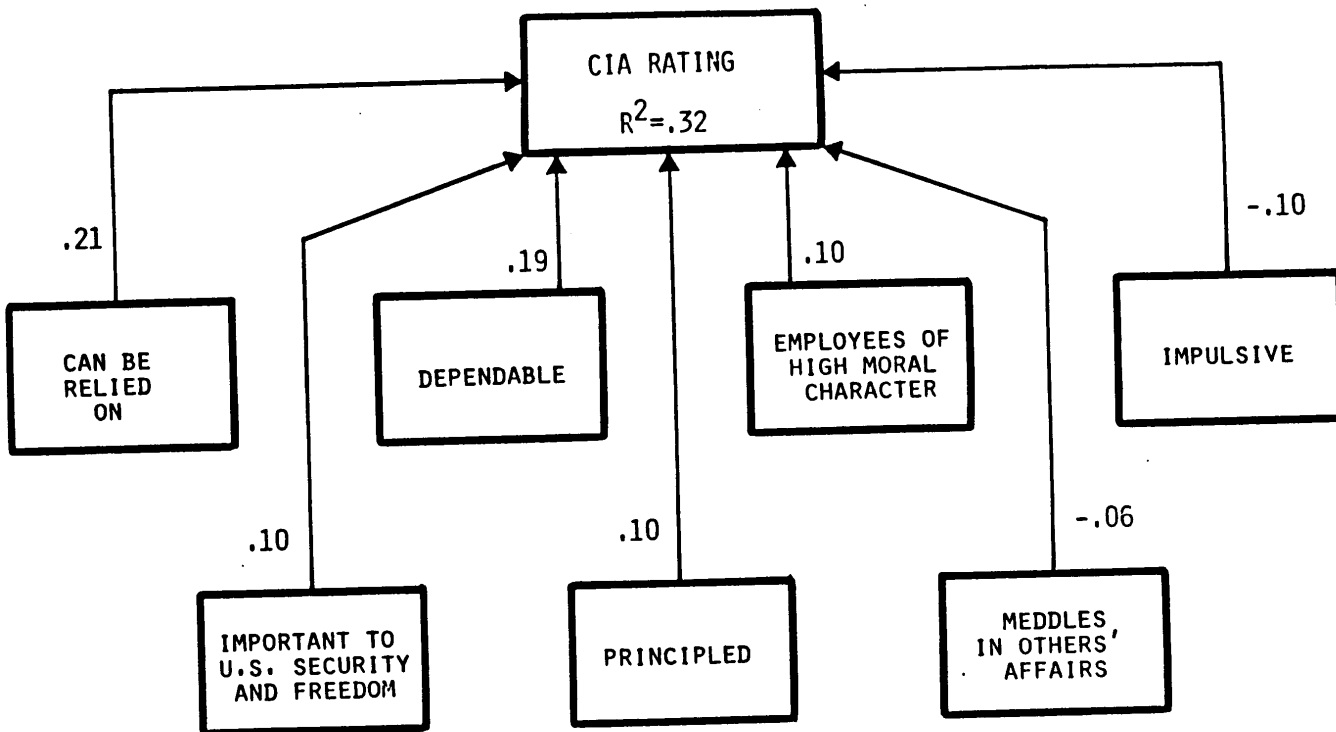 CIA RATING
R²=.32
.21
.19
.10
-.10
CAN BE
RELIED
ON
DEPENDABLE
EMPLOYEES OF
HIGH MORAL
CHARACTER
IMPULSIVE
.10
.10
-.06
IMPORTANT TO
U.S. SECURITY
AND FREEDOM
PRINCIPLED
MEDDLES
IN OTHERS'
AFFAIRS